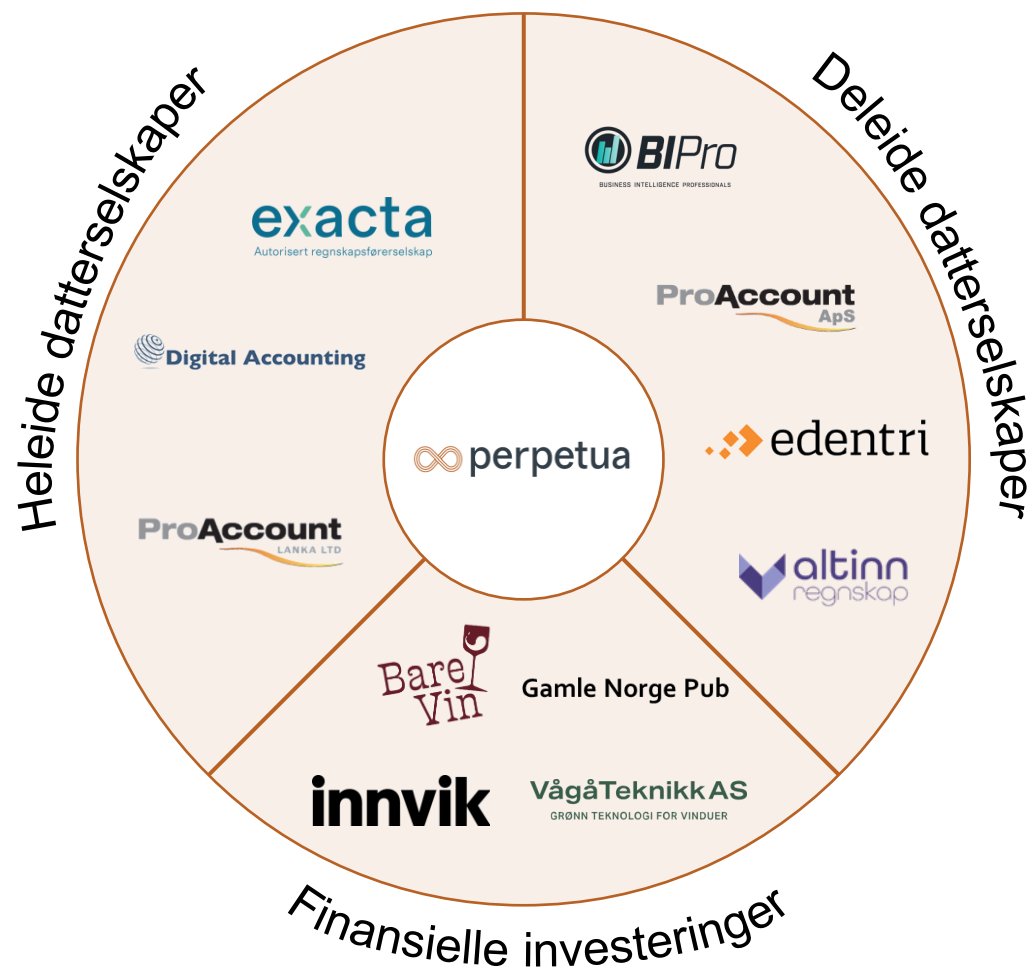 Heleide datterselskaper
exacta
Autorisert regnskapsførerselskap
Digital Accounting
ProAccount
LANKA LTD
Deleide datterselskaper
BIPro
BUSINESS INTELLIGENCE PROFESSIONALS
ProAccount
ApS
edentri
altinn
regnskap
perpetua
Bare
Vin
Gamle Norge Pub
innvik
VågåTeknikk AS
GRØNN TEKNOLOGI FOR VINDUER
Finansielle investeringer